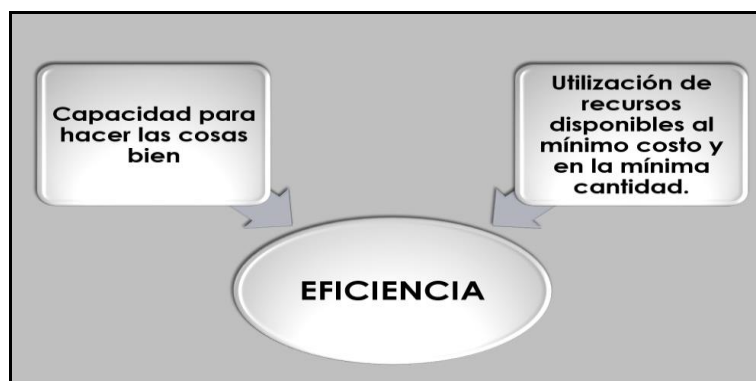 Capacidad para
hacer las cosas
bien
Utilización de
recursos
disponibles al
mínimo costo y
en la mínima
cantidad.
EFICIENCIA